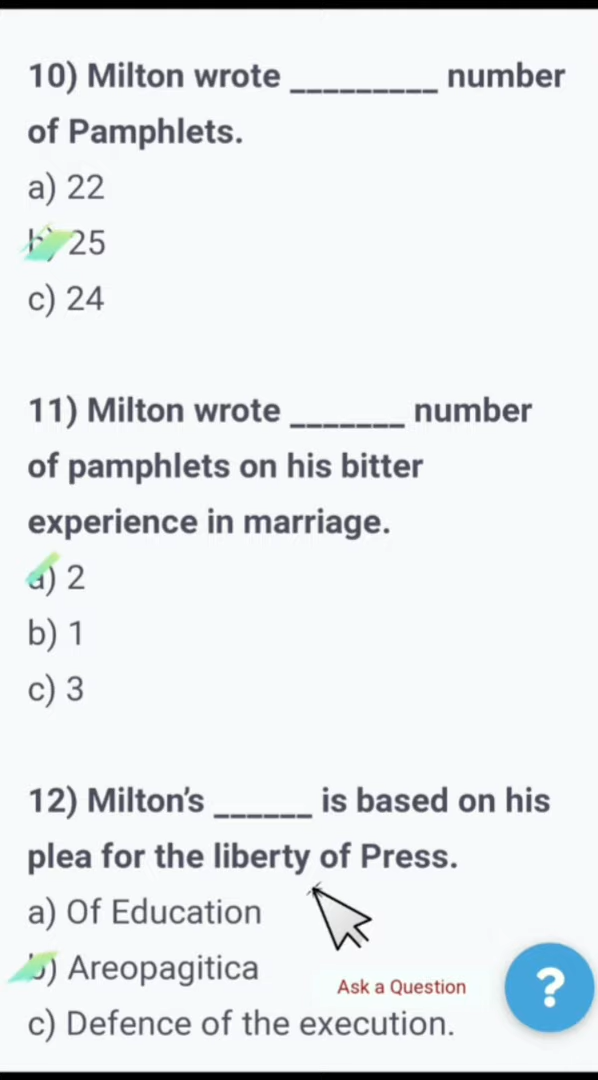 10) Milton wrote _________ number
of Pamphlets.
a) 22
b) 25
c) 24
11) Milton wrote _______ number
of pamphlets on his bitter
experience in marriage.
a) 2
b) 1
c) 3
12) Milton's ______ is based on his
plea for the liberty of Press.
a) Of Education
b) Areopagitica
Ask a Question
?
c) Defence of the execution.